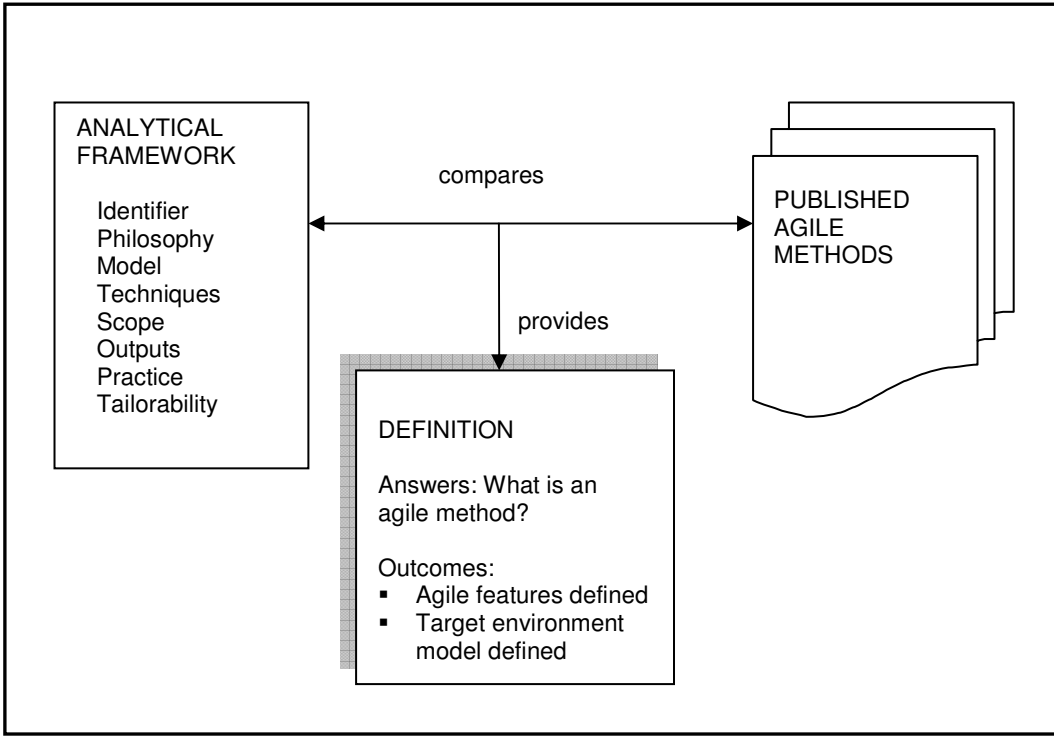 ANALYTICAL
FRAMEWORK
Identifier
Philosophy
Model
Techniques
Scope
Outputs
Practice
Tailorability
compares
PUBLISHED
AGILE
METHODS
provides
DEFINITION
Answers: What is an
agile method?
Outcomes:
▪ Agile features defined
▪ Target environment
model defined